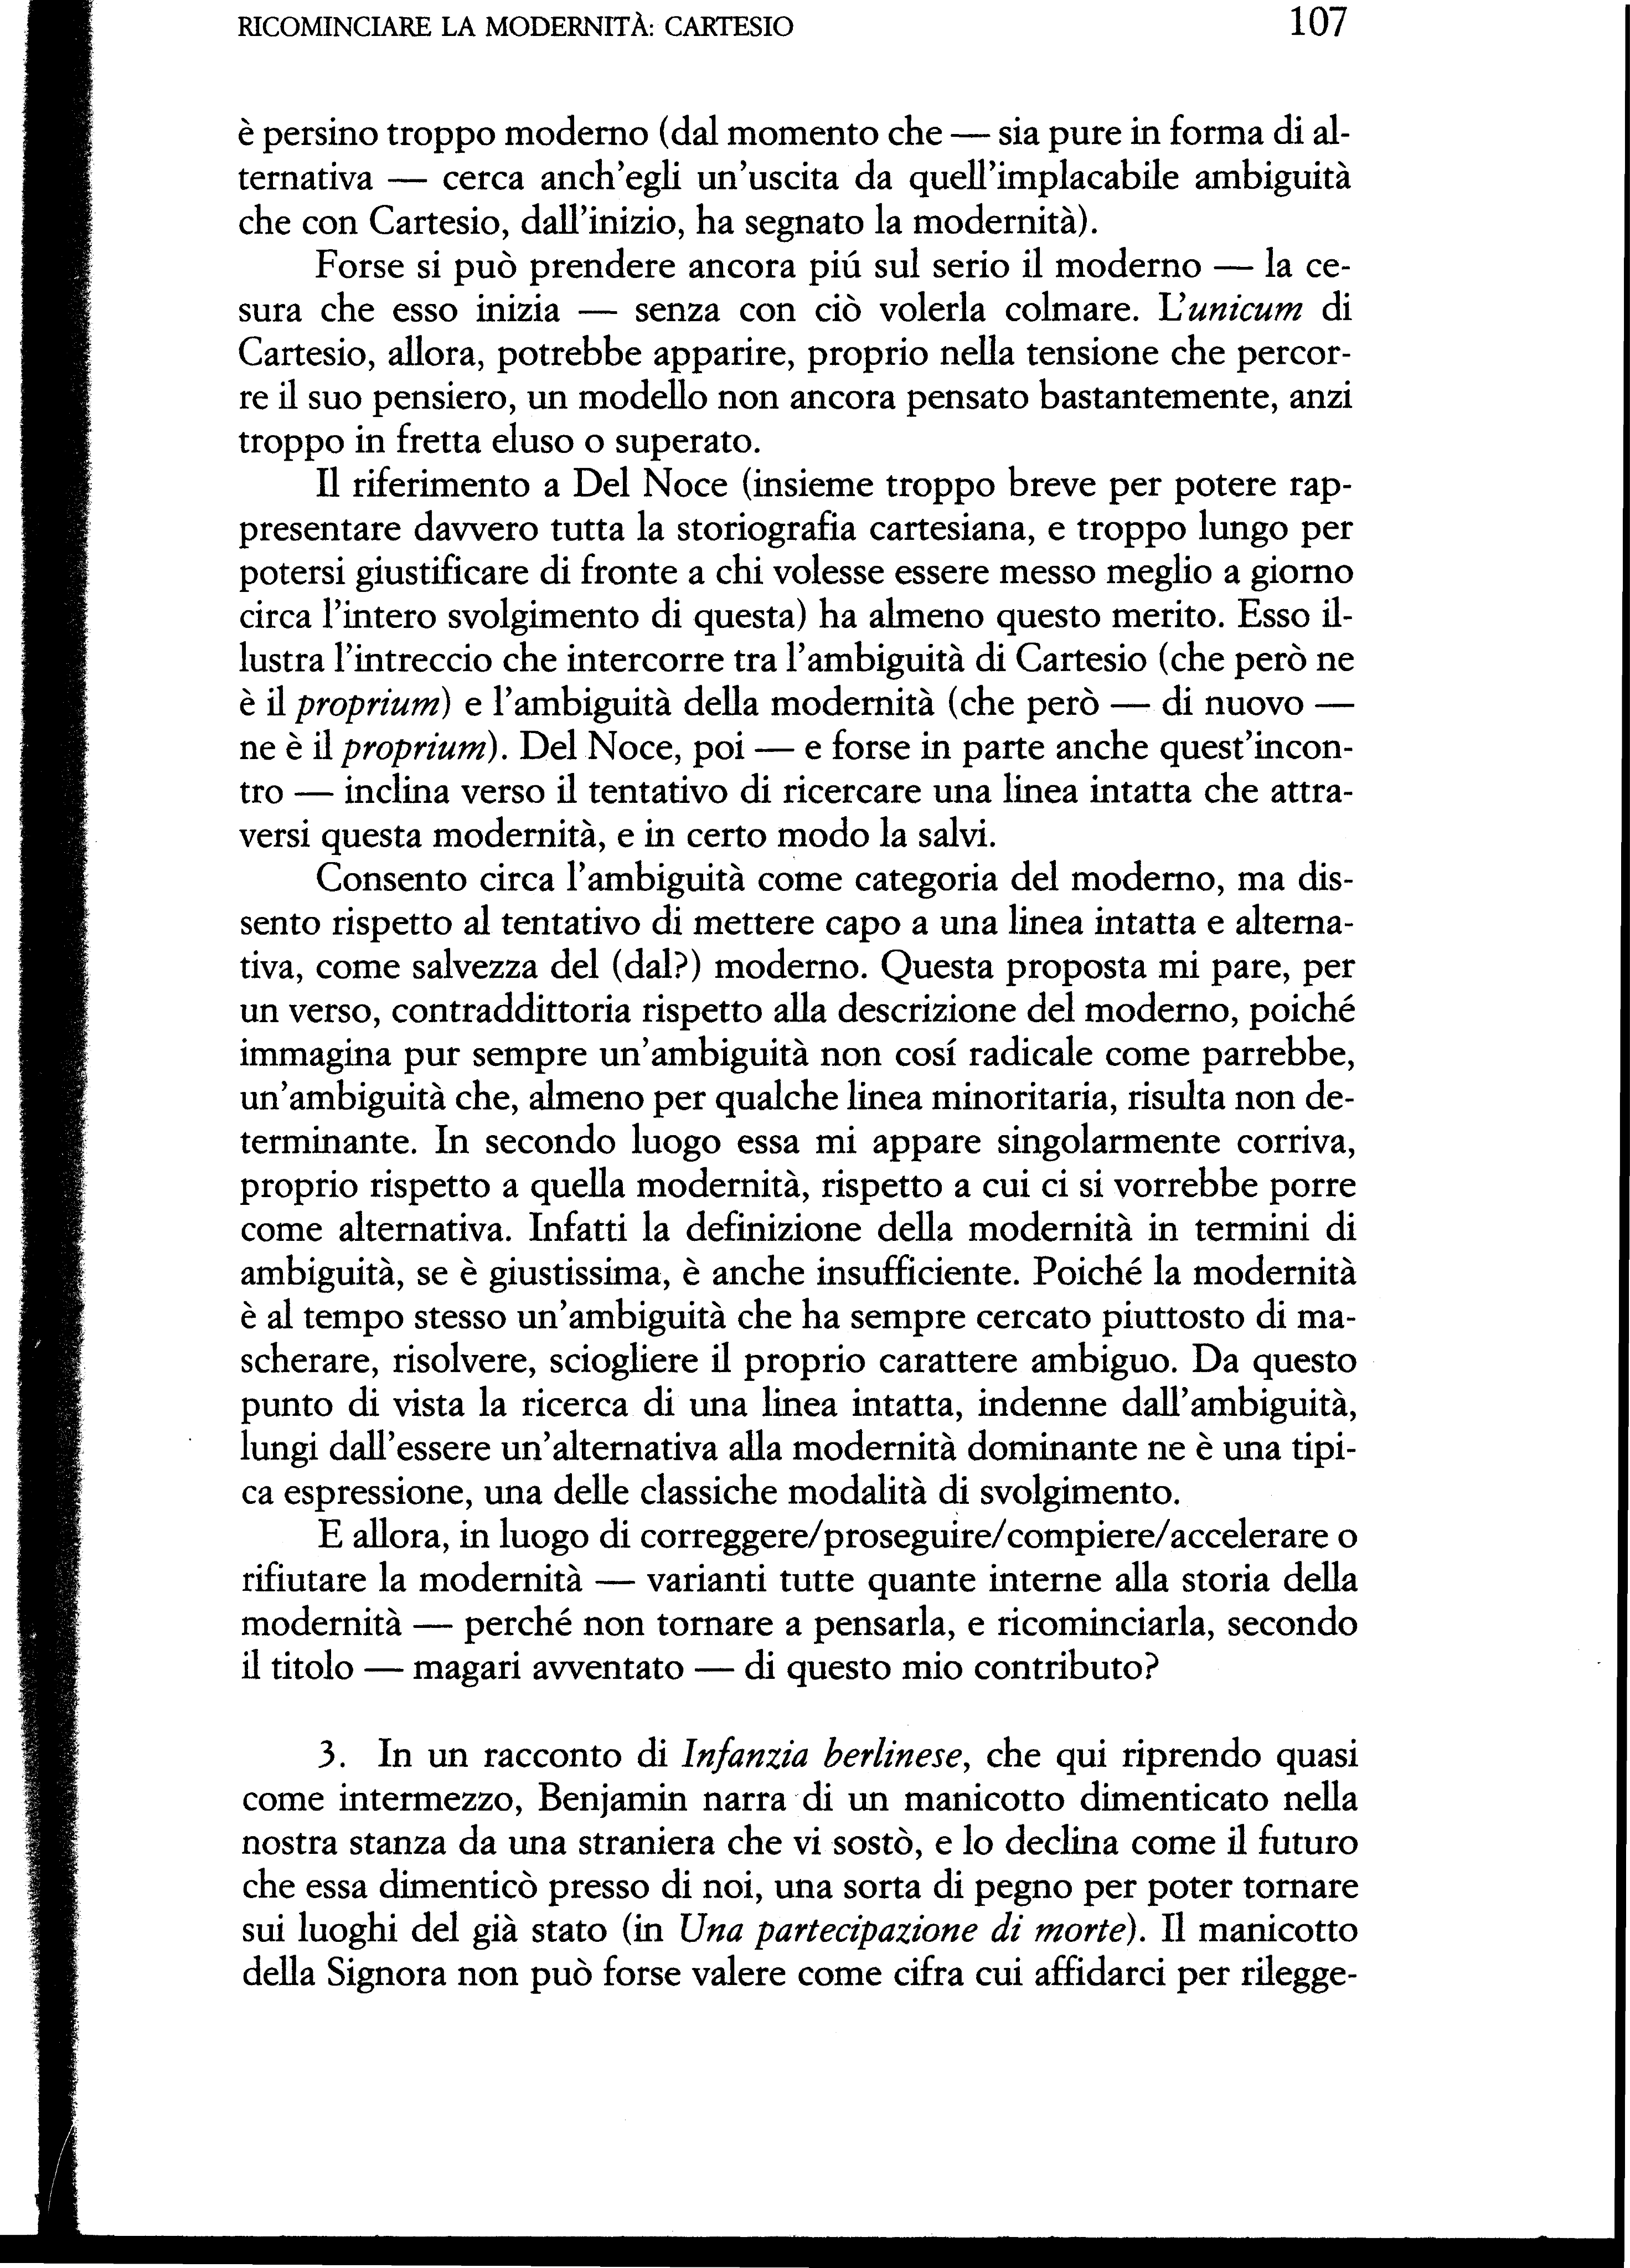 RICOMINCIARE LA MODERNITÀ: CARTESIO 107
è persino troppo moderno (dal momento che — sia pure in forma di al-
ternativa — cerca anch'egli un'uscita da quell'implacabile ambiguità
che con Cartesio, dall'inizio, ha segnato la modernità).
Forse si può prendere ancora piú sul serio il moderno — la ce-
sura che esso inizia — senza con ciò volerla colmare. L'unicum di
Cartesio, allora, potrebbe apparire, proprio nella tensione che percor-
re il suo pensiero, un modello non ancora pensato bastantemente, anzi
troppo in fretta eluso o superato.
Il riferimento a Del Noce (insieme troppo breve per potere rap-
presentare davvero tutta la storiografia cartesiana, e troppo lungo per
potersi giustificare di fronte a chi volesse essere messo meglio a giorno
circa l'intero svolgimento di questa) ha almeno questo merito. Esso il-
lustra l'intreccio che intercorre tra l'ambiguità di Cartesio (che però ne
è il proprium) e l'ambiguità della modernità (che però — di nuovo —
ne è il proprium). Del Noce, poi — e forse in parte anche quest'incon-
tro — inclina verso il tentativo di ricercare una linea intatta che attra-
versi questa modernità, e in certo modo la salvi.
Consento circa l'ambiguità come categoria del moderno, ma dis-
sento rispetto al tentativo di mettere capo a una linea intatta e alterna-
tiva, come salvezza del (dal?) moderno. Questa proposta mi pare, per
un verso, contraddittoria rispetto alla descrizione del moderno, poiché
immagina pur sempre un'ambiguità non cosí radicale come parrebbe,
un'ambiguità che, almeno per qualche linea minoritaria, risulta non de-
terminante. In secondo luogo essa mi appare singolarmente corriva,
proprio rispetto a quella modernità, rispetto a cui ci si vorrebbe porre
come alternativa. Infatti la definizione della modernità in termini di
ambiguità, se è giustissima, è anche insufficiente. Poiché la modernità
è al tempo stesso un'ambiguità che ha sempre cercato piuttosto di ma-
scherare, risolvere, sciogliere il proprio carattere ambiguo. Da questo
punto di vista la ricerca di una linea intatta, indenne dall'ambiguità,
lungi dall'essere un'alternativa alla modernità dominante ne è una tipi-
ca espressione, una delle classiche modalità di svolgimento.
E allora, in luogo di correggere/proseguire/compiere/accelerare o
rifiutare la modernità — varianti tutte quante interne alla storia della
modernità — perché non tornare a pensarla, e ricominciarla, secondo
il titolo — magari avventato — di questo mio contributo?
3. In un racconto di Infanzia berlinese, che qui riprendo quasi
come intermezzo, Benjamin narra di un manicotto dimenticato nella
nostra stanza da una straniera che vi sostò, e lo declina come il futuro
che essa dimenticò presso di noi, una sorta di pegno per poter tornare
sui luoghi del già stato (in Una partecipazione di morte). Il manicotto
della Signora non può forse valere come cifra cui affidarci per rilegge-